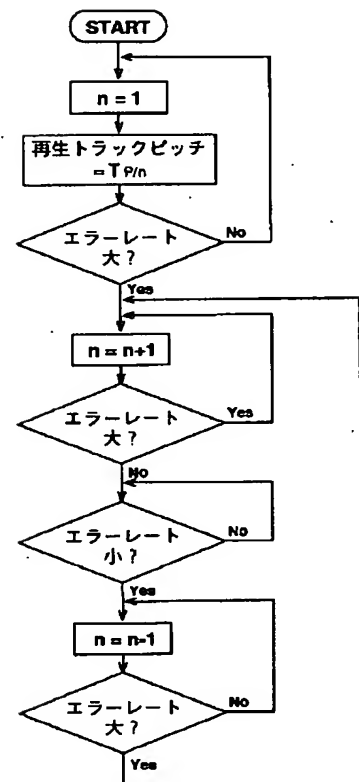 START
n = 1
再生トラックピッチ
= TP/n
エラーレート
大？
No
Yes
n = n+1
エラーレート
大？
Yes
No
エラーレート
小？
No
Yes
n = n-1
エラーレート
大？
No
Yes